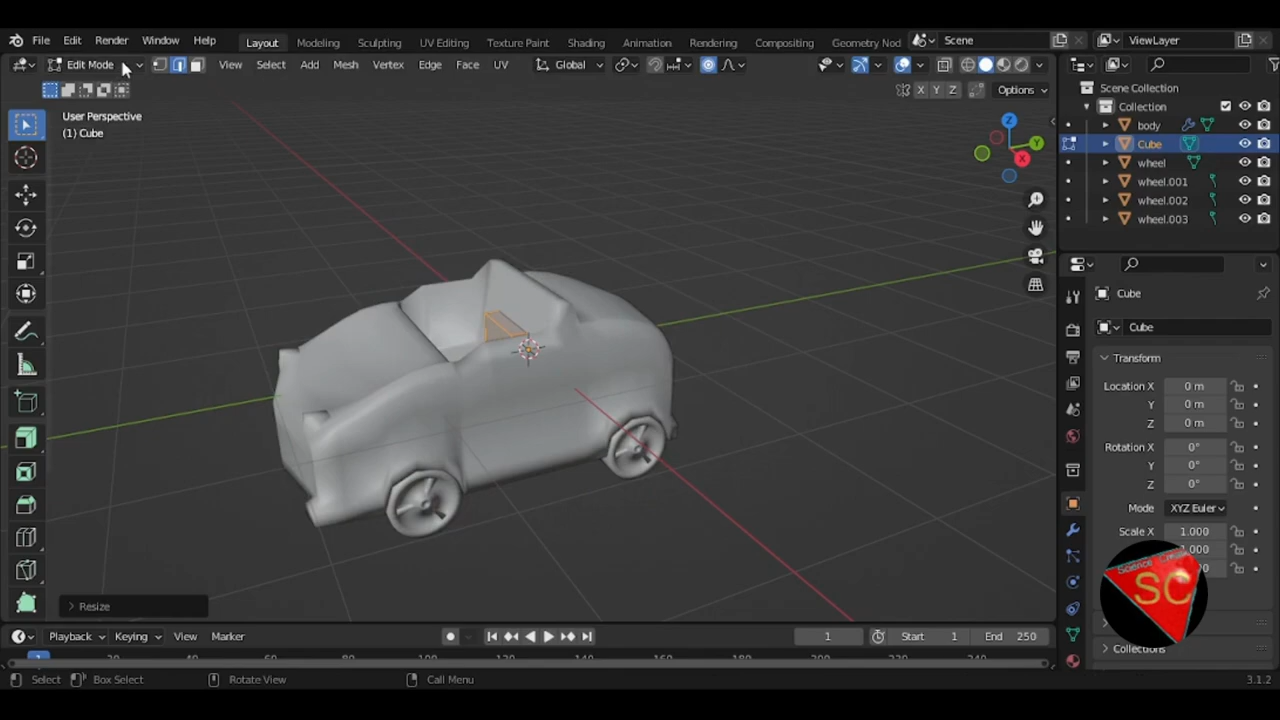 File Edit Render Window Help Layout Modeling Sculpting UV Editing Texture Paint Shading Animation Rendering Compositing Geometry Nod Scene ViewLayer
Edit Mode View Select Add Mesh Vertex Edge Face UV Global
X Y Z Options
User Perspective
(1) Cube
Z
Y
X
Scene Collection
Collection
body
Cube
wheel
wheel.001
wheel.002
wheel.003
Cube
Cube
Transform
Location X 0 m
Y 0 m
Z 0 m
Rotation X 0°
Y 0°
Z 0°
Mode XYZ Euler
Scale X 1.000
1.000
SC
Collections
Resize
Playback Keying View Marker 1 Start 1 End 250
1
Select Box Select Rotate View Call Menu 3.1.2